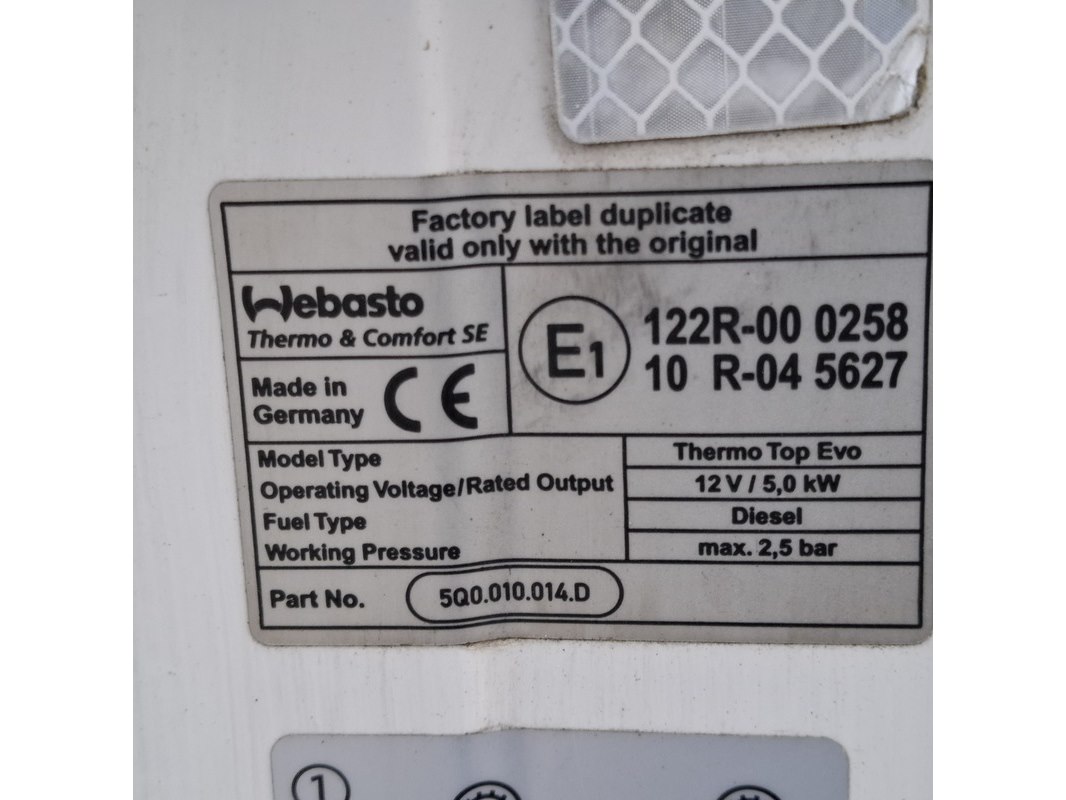 Factory label duplicate
valid only with the original
Webasto
Thermo & Comfort SE
Made in
Germany
CE
E1
122R-00 0258
10 R-04 5627
Model Type
Thermo Top Evo
Operating Voltage/Rated Output
12 V / 5,0 kW
Fuel Type
Diesel
Working Pressure
max. 2,5 bar
Part No.
5Q0.010.014.D
1